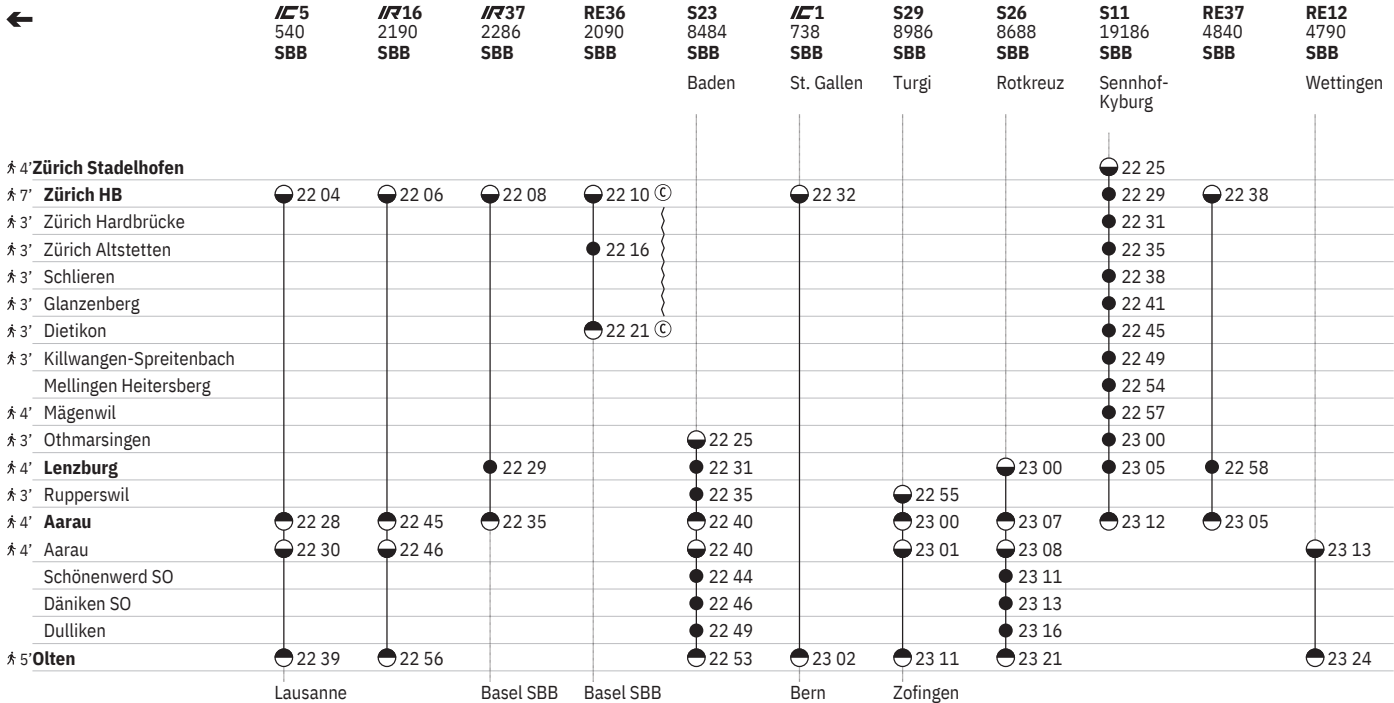 IC5 IR16 IR37 RE36 S23 IC1 S29 S26 S11 RE37 RE12
540 2190 2286 2090 8484 738 8986 8688 19186 4840 4790
SBB SBB SBB SBB SBB SBB SBB SBB SBB SBB SBB
Baden St. Gallen Turgi Rotkreuz Sennhof- Wettingen
Kyburg
4' Zürich Stadelhofen 22 25
7' Zürich HB 22 04 22 06 22 08 22 10 C 22 32 22 29 22 38
3' Zürich Hardbrücke 22 31
3' Zürich Altstetten 22 16 22 35
3' Schlieren 22 38
3' Glanzenberg 22 41
3' Dietikon 22 21 C 22 45
3' Killwangen-Spreitenbach 22 49
Mellingen Heitersberg 22 54
4' Mägenwil 22 57
3' Othmarsingen 22 25 23 00
4' Lenzburg 22 29 22 31 23 00 23 05 22 58
3' Rupperswil 22 35 22 55
4' Aarau 22 28 22 45 22 35 22 40 23 00 23 07 23 12 23 05
4' Aarau 22 30 22 46 22 40 23 01 23 08 23 13
Schönenwerd SO 22 44 23 11
Däniken SO 22 46 23 13
Dulliken 22 49 23 16
5' Olten 22 39 22 56 22 53 23 02 23 11 23 21 23 24
Lausanne Basel SBB Basel SBB Bern Zofingen